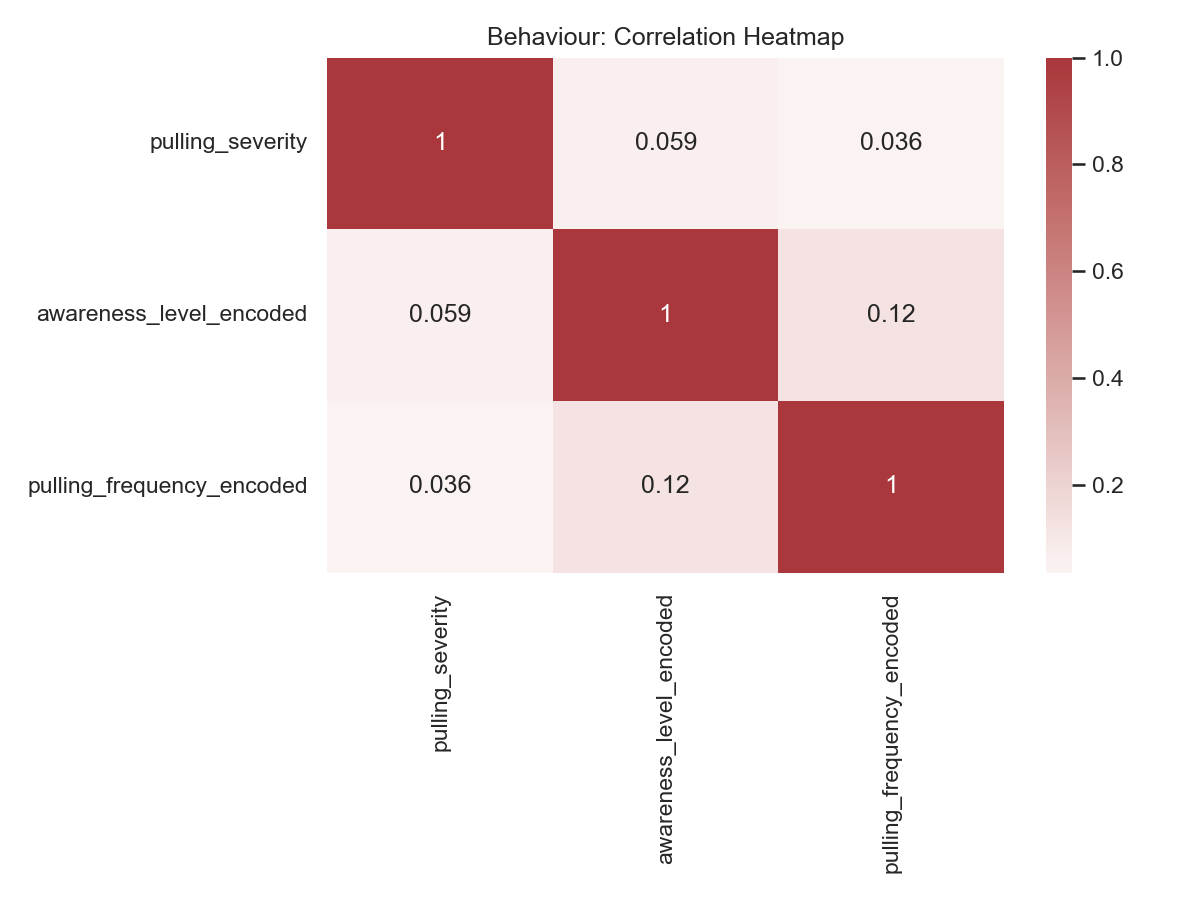 Behaviour: Correlation Heatmap
pulling_severity
1
0.059
0.036
awareness_level_encoded
0.059
1
0.12
pulling_frequency_encoded
0.036
0.12
1
pulling_severity
awareness_level_encoded
pulling_frequency_encoded
1.0
0.8
0.6
0.4
0.2